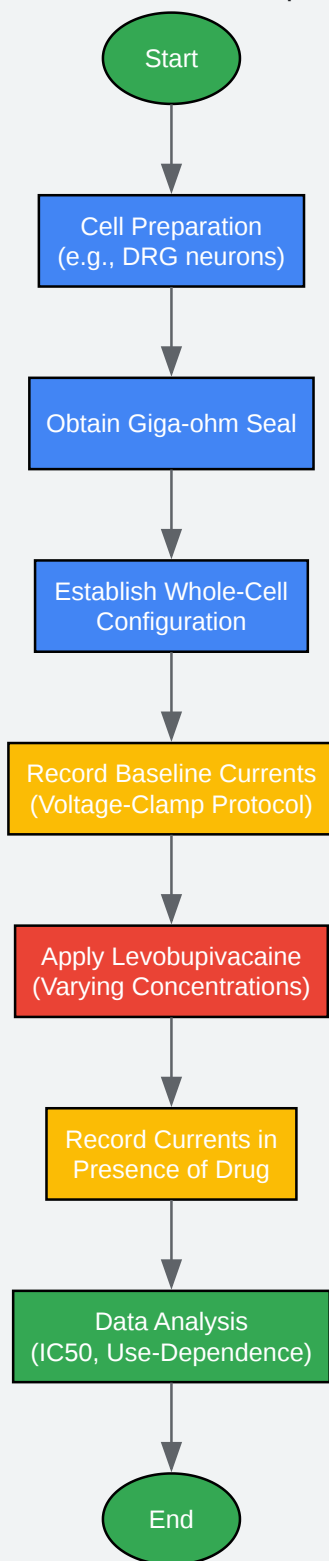 Start
Cell Preparation
(e.g., DRG neurons)
Obtain Giga-ohm Seal
Establish Whole-Cell
Configuration
Record Baseline Currents
(Voltage-Clamp Protocol)
Apply Levobupivacaine
(Varying Concentrations)
Record Currents in
Presence of Drug
Data Analysis
(IC50, Use-Dependence)
End